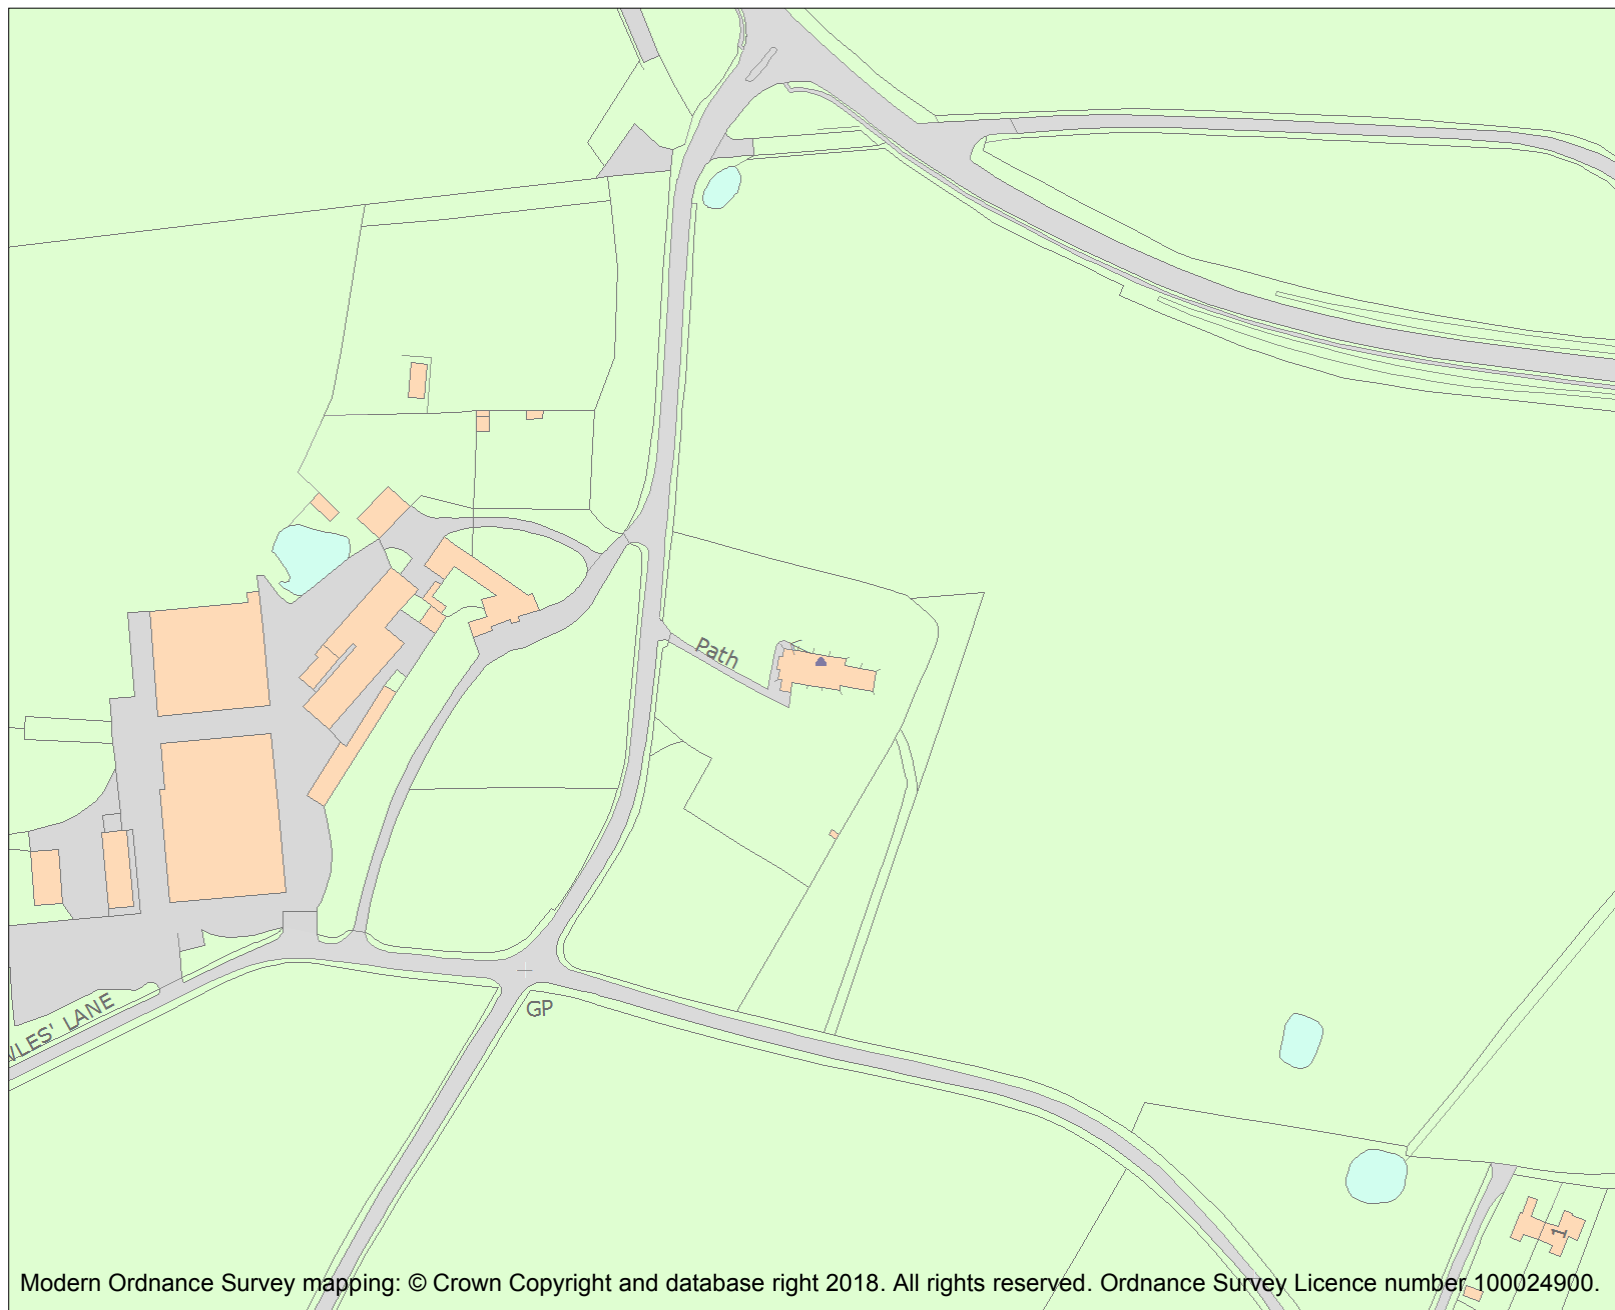 Path
GP
LES' LANE
1
Modern Ordnance Survey mapping: © Crown Copyright and database right 2018. All rights reserved. Ordnance Survey Licence number 100024900.